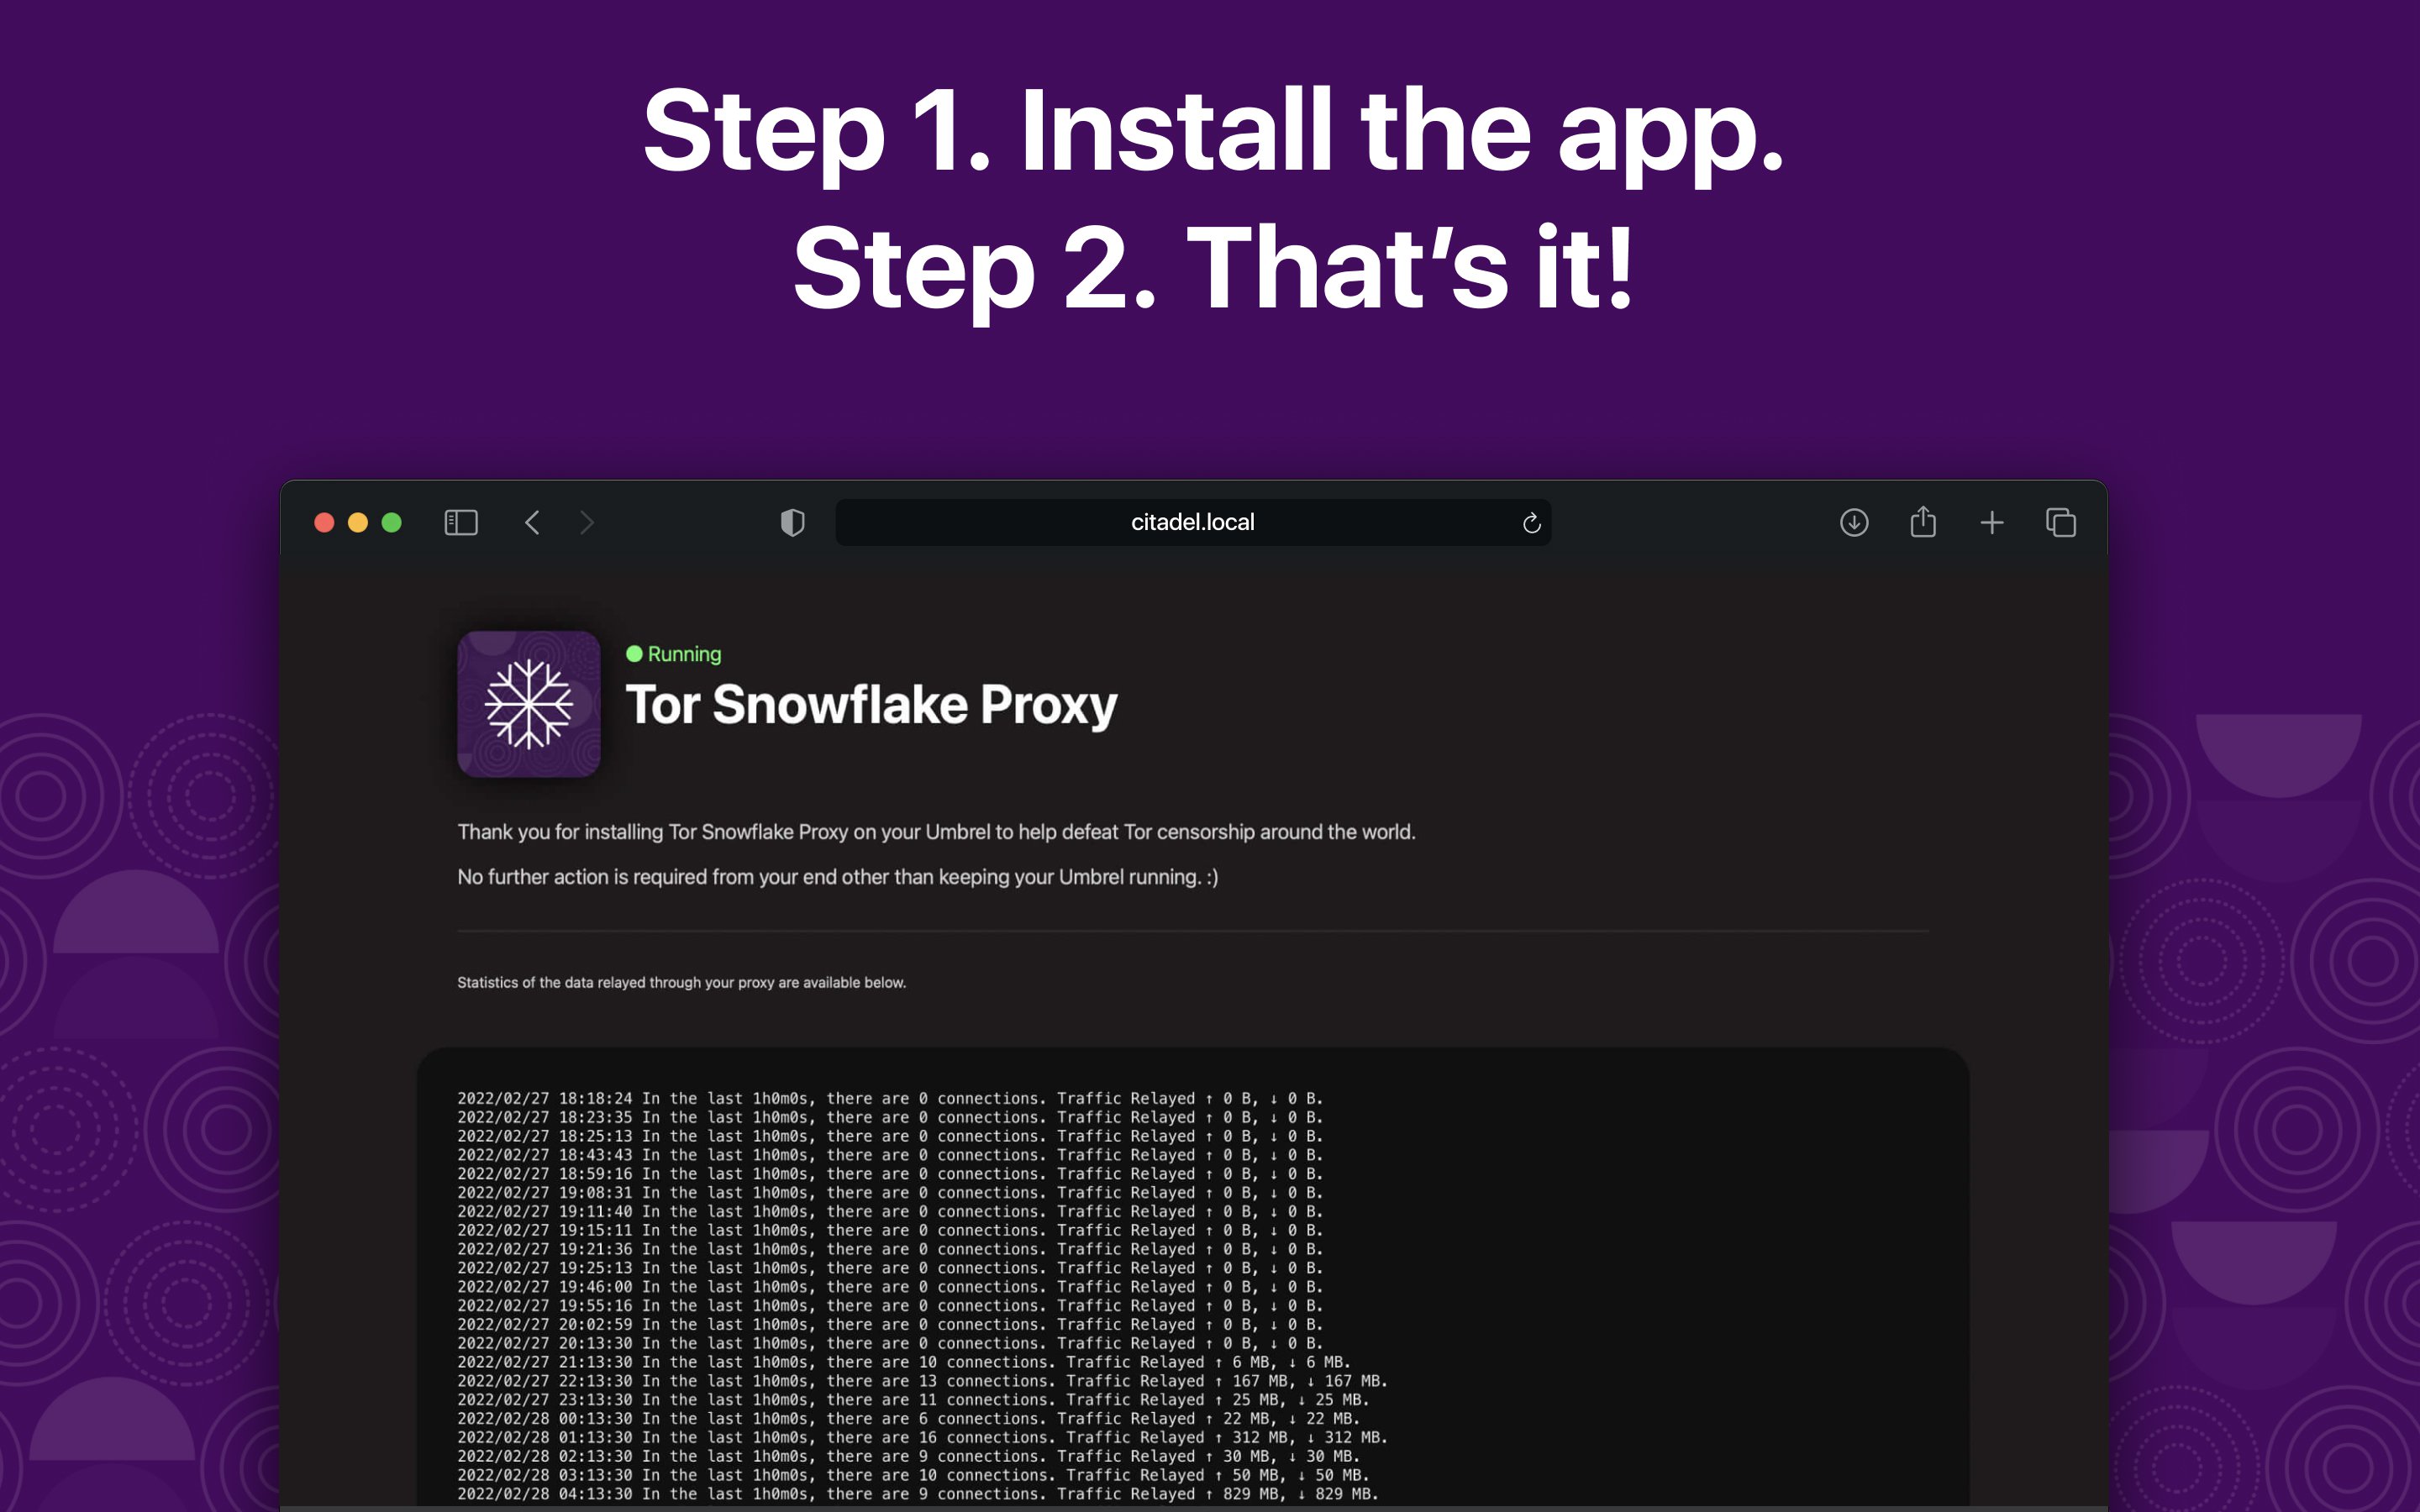 Step 1. Install the app.
Step 2. That’s it!
citadel.local
Running
Tor Snowflake Proxy
Thank you for installing Tor Snowflake Proxy on your Umbrel to help defeat Tor censorship around the world.
No further action is required from your end other than keeping your Umbrel running. :)
Statistics of the data relayed through your proxy are available below.
2022/02/27 18:18:24 In the last 1h0m0s, there are 0 connections. Traffic Relayed ↑ 0 B, ↓ 0 B.
2022/02/27 18:23:35 In the last 1h0m0s, there are 0 connections. Traffic Relayed ↑ 0 B, ↓ 0 B.
2022/02/27 18:25:13 In the last 1h0m0s, there are 0 connections. Traffic Relayed ↑ 0 B, ↓ 0 B.
2022/02/27 18:43:43 In the last 1h0m0s, there are 0 connections. Traffic Relayed ↑ 0 B, ↓ 0 B.
2022/02/27 18:59:16 In the last 1h0m0s, there are 0 connections. Traffic Relayed ↑ 0 B, ↓ 0 B.
2022/02/27 19:08:31 In the last 1h0m0s, there are 0 connections. Traffic Relayed ↑ 0 B, ↓ 0 B.
2022/02/27 19:11:40 In the last 1h0m0s, there are 0 connections. Traffic Relayed ↑ 0 B, ↓ 0 B.
2022/02/27 19:15:11 In the last 1h0m0s, there are 0 connections. Traffic Relayed ↑ 0 B, ↓ 0 B.
2022/02/27 19:21:36 In the last 1h0m0s, there are 0 connections. Traffic Relayed ↑ 0 B, ↓ 0 B.
2022/02/27 19:25:13 In the last 1h0m0s, there are 0 connections. Traffic Relayed ↑ 0 B, ↓ 0 B.
2022/02/27 19:46:00 In the last 1h0m0s, there are 0 connections. Traffic Relayed ↑ 0 B, ↓ 0 B.
2022/02/27 19:55:16 In the last 1h0m0s, there are 0 connections. Traffic Relayed ↑ 0 B, ↓ 0 B.
2022/02/27 20:02:59 In the last 1h0m0s, there are 0 connections. Traffic Relayed ↑ 0 B, ↓ 0 B.
2022/02/27 20:13:30 In the last 1h0m0s, there are 0 connections. Traffic Relayed ↑ 0 B, ↓ 0 B.
2022/02/27 21:13:30 In the last 1h0m0s, there are 10 connections. Traffic Relayed ↑ 6 MB, ↓ 6 MB.
2022/02/27 22:13:30 In the last 1h0m0s, there are 13 connections. Traffic Relayed ↑ 167 MB, ↓ 167 MB.
2022/02/27 23:13:30 In the last 1h0m0s, there are 11 connections. Traffic Relayed ↑ 25 MB, ↓ 25 MB.
2022/02/28 00:13:30 In the last 1h0m0s, there are 6 connections. Traffic Relayed ↑ 22 MB, ↓ 22 MB.
2022/02/28 01:13:30 In the last 1h0m0s, there are 16 connections. Traffic Relayed ↑ 312 MB, ↓ 312 MB.
2022/02/28 02:13:30 In the last 1h0m0s, there are 9 connections. Traffic Relayed ↑ 30 MB, ↓ 30 MB.
2022/02/28 03:13:30 In the last 1h0m0s, there are 10 connections. Traffic Relayed ↑ 50 MB, ↓ 50 MB.
2022/02/28 04:13:30 In the last 1h0m0s, there are 9 connections. Traffic Relayed ↑ 829 MB, ↓ 829 MB.